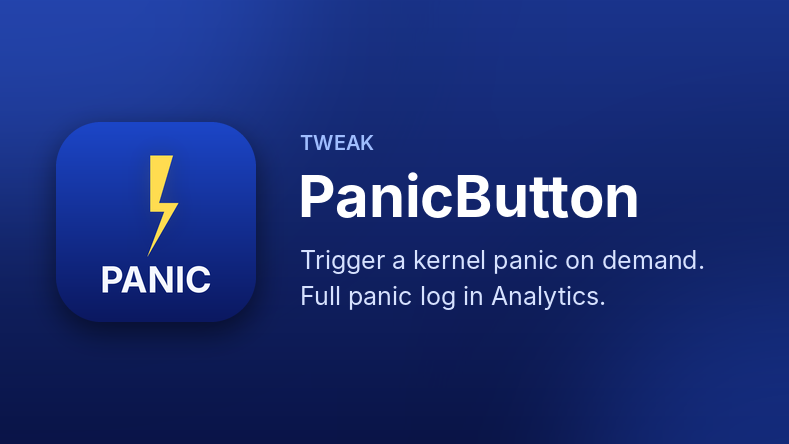 PANIC
TWEAK
PanicButton
Trigger a kernel panic on demand.
Full panic log in Analytics.